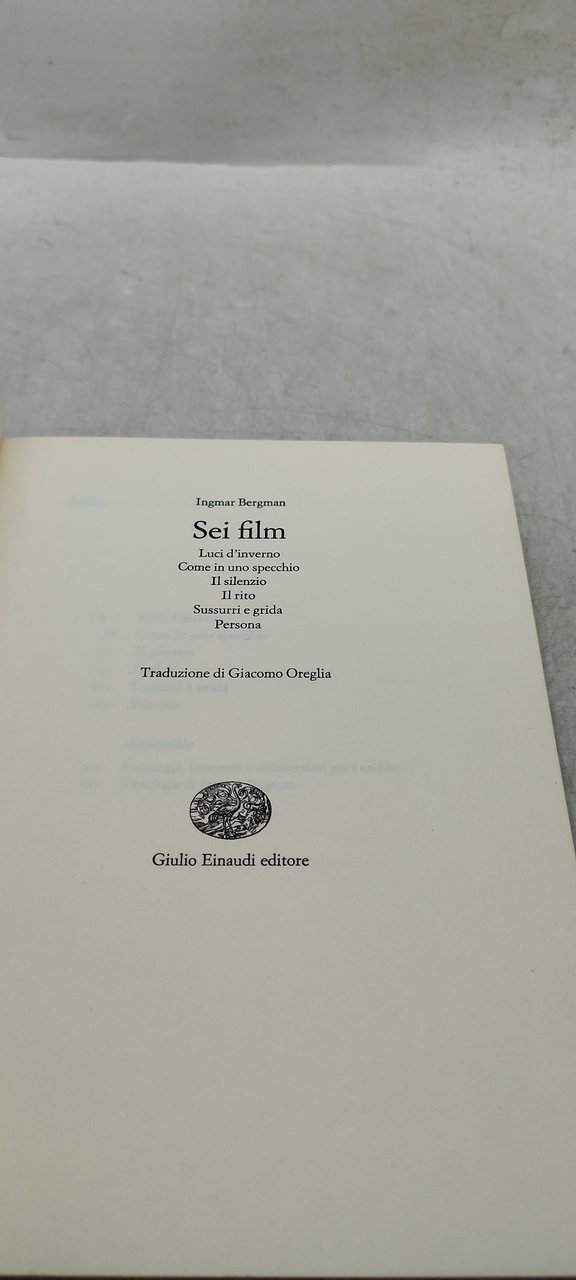 Ingmar Bergman
Sei film
Luci d'inverno
Come in uno specchio
Il silenzio
Il rito
Sussurri e grida
Persona
Traduzione di Giacomo Oreglia
Giulio Einaudi editore